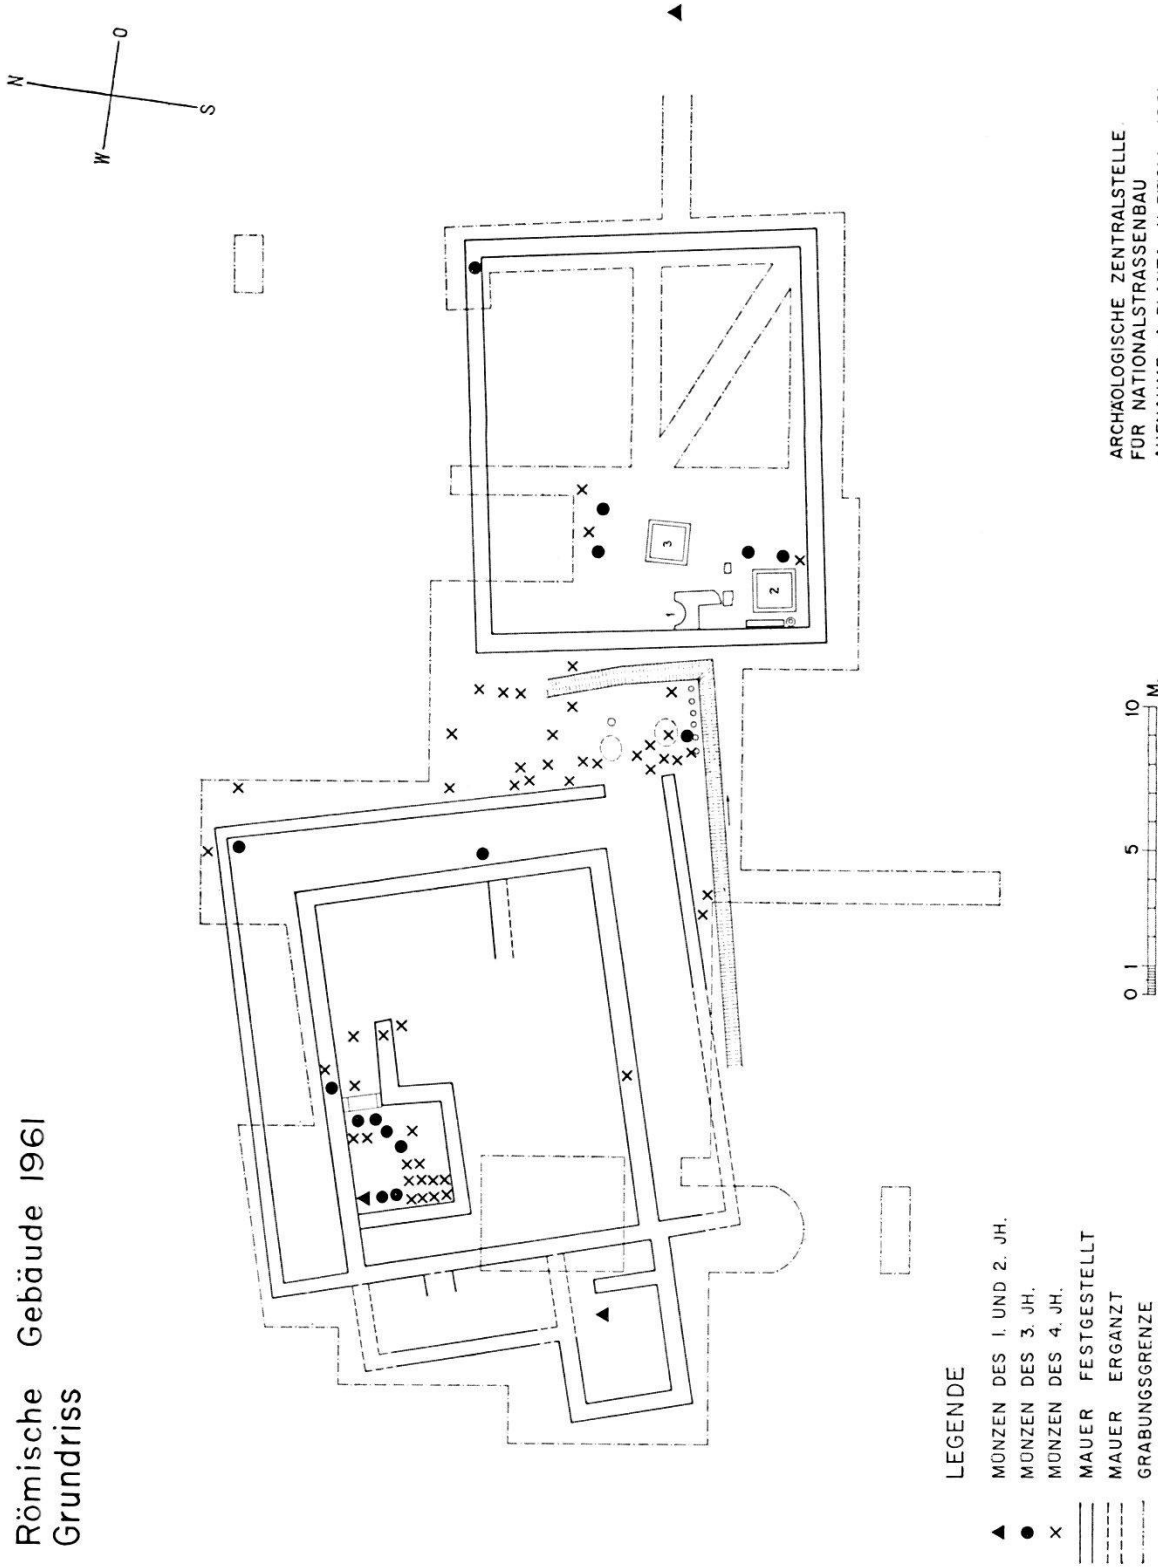 Römische Gebäude 1961
Grundriss
N
O
S
W
1
2
3
LEGENDE
MÜNZEN DES 1. UND 2. JH.
MÜNZEN DES 3. JH.
MÜNZEN DES 4. JH.
MAUER FESTGESTELLT
MAUER ERGÄNZT
GRABUNGSGRENZE
0 1 5 10 M.
ARCHÄOLOGISCHE ZENTRALSTELLE
FÜR NATIONALSTRASSENBAU